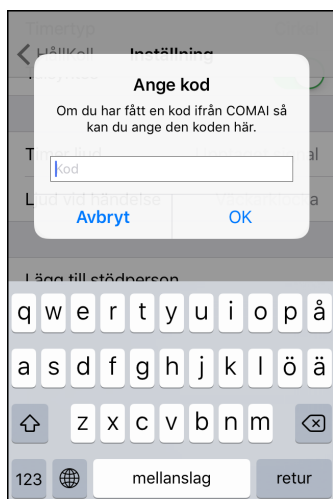 Timertyp
HållKoll Inställning
Ange kod
Om du har fått en kod ifrån COMAI så
kan du ange den koden här.
Kod
Avbryt OK
Lägg till stödperson
q w e r t y u i o p å
a s d f g h j k l ö ä
z x c v b n m
123 mellanslag retur